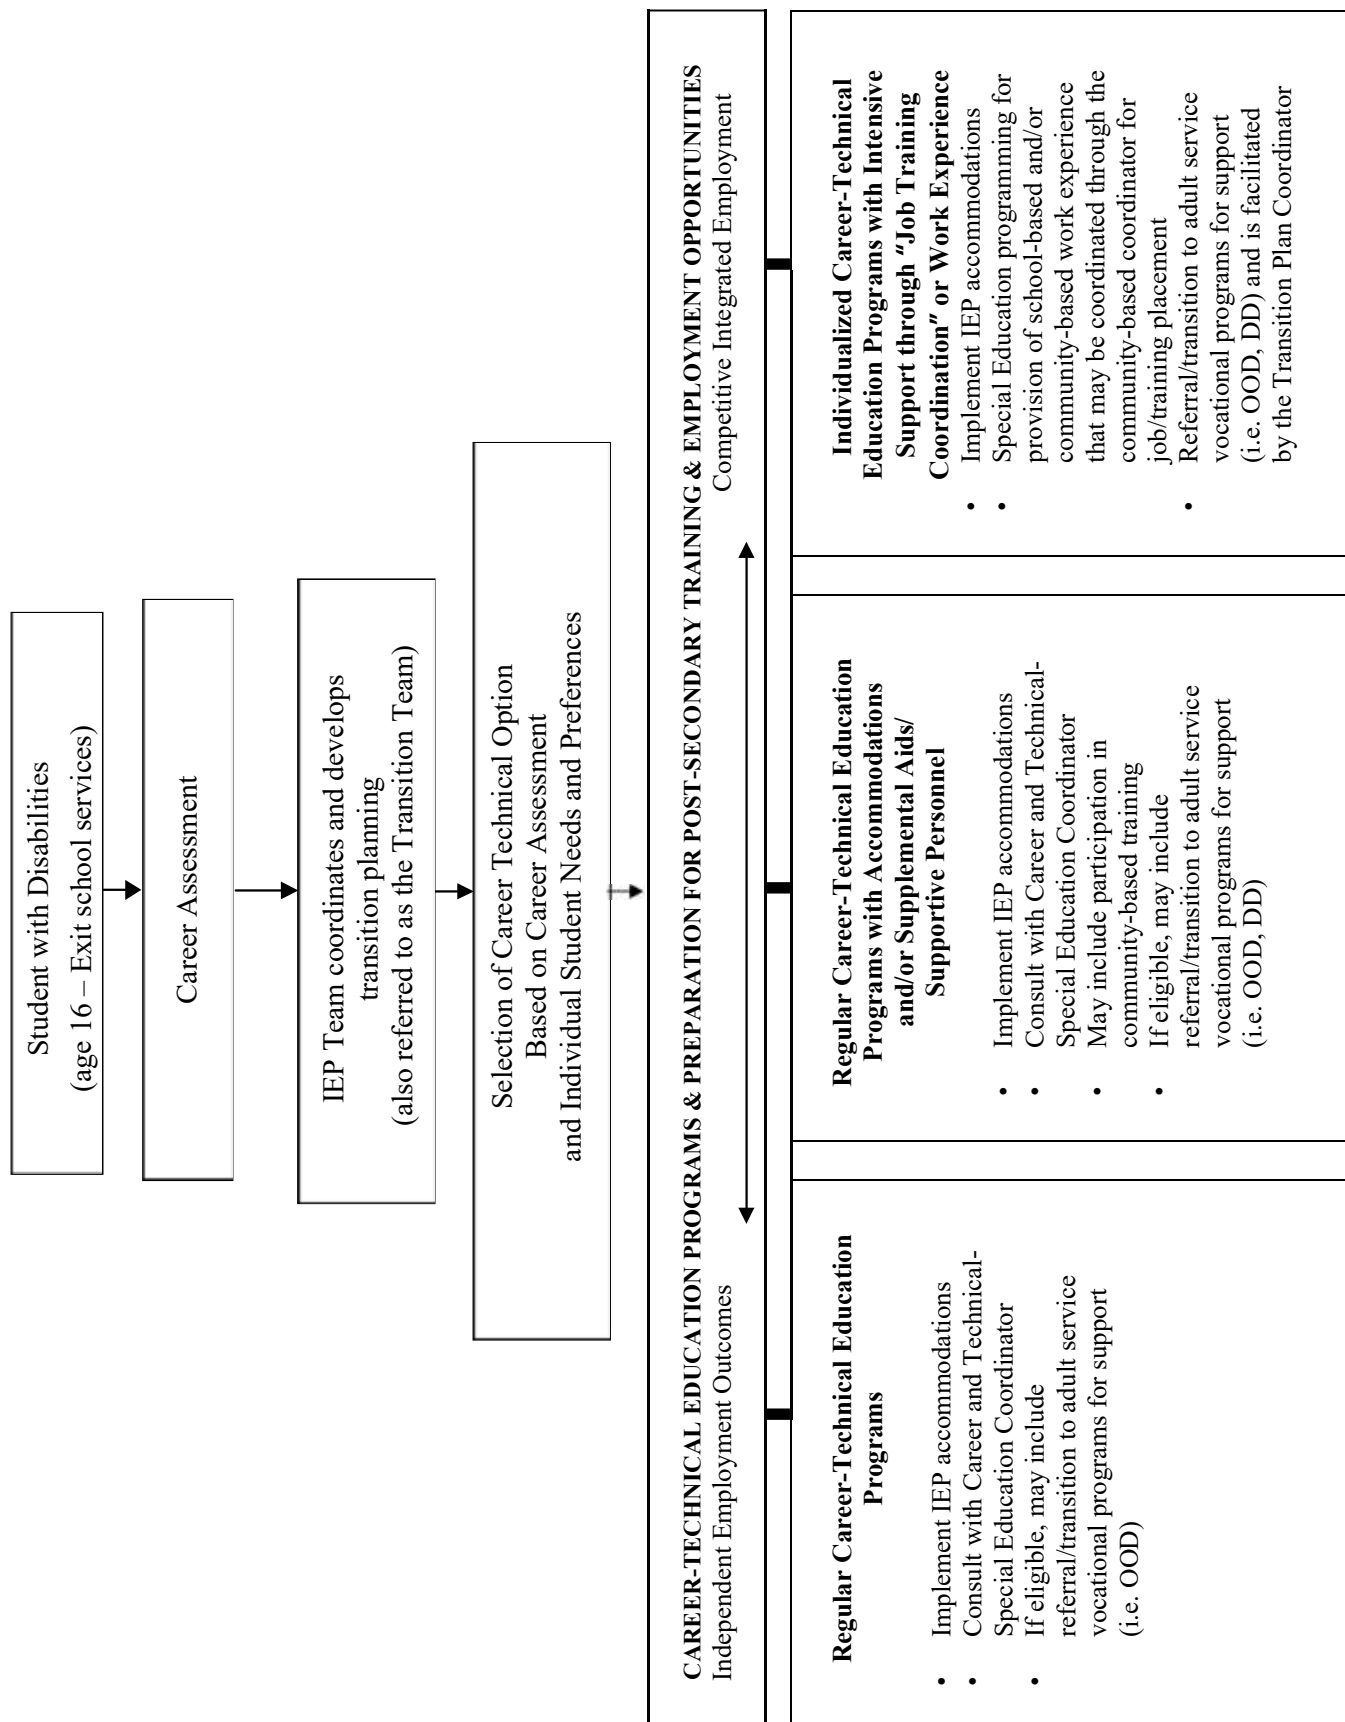 Student with Disabilities
(age 16 – Exit school services)
Career Assessment
IEP Team coordinates and develops
transition planning
(also referred to as the Transition Team)
Selection of Career Technical Option
Based on Career Assessment
and Individual Student Needs and Preferences
CAREER-TECHNICAL EDUCATION PROGRAMS & PREPARATION FOR POST-SECONDARY TRAINING & EMPLOYMENT OPPORTUNITIES
Independent Employment Outcomes
Competitive Integrated Employment
Regular Career-Technical Education
Programs
• Implement IEP accommodations
• Consult with Career and Technical-
Special Education Coordinator
• If eligible, may include
referral/transition to adult service
vocational programs for support
(i.e. OOD)
Regular Career-Technical Education
Programs with Accommodations
and/or Supplemental Aids/
Supportive Personnel
• Implement IEP accommodations
• Consult with Career and Technical-
Special Education Coordinator
• May include participation in
community-based training
• If eligible, may include
referral/transition to adult service
vocational programs for support
(i.e. OOD, DD)
Individualized Career-Technical
Education Programs with Intensive
Support through "Job Training
Coordination" or Work Experience
• Implement IEP accommodations
• Special Education programming for
provision of school-based and/or
community-based work experience
that may be coordinated through the
community-based coordinator for
job/training placement
• Referral/transition to adult service
vocational programs for support
(i.e. OOD, DD) and is facilitated
by the Transition Plan Coordinator